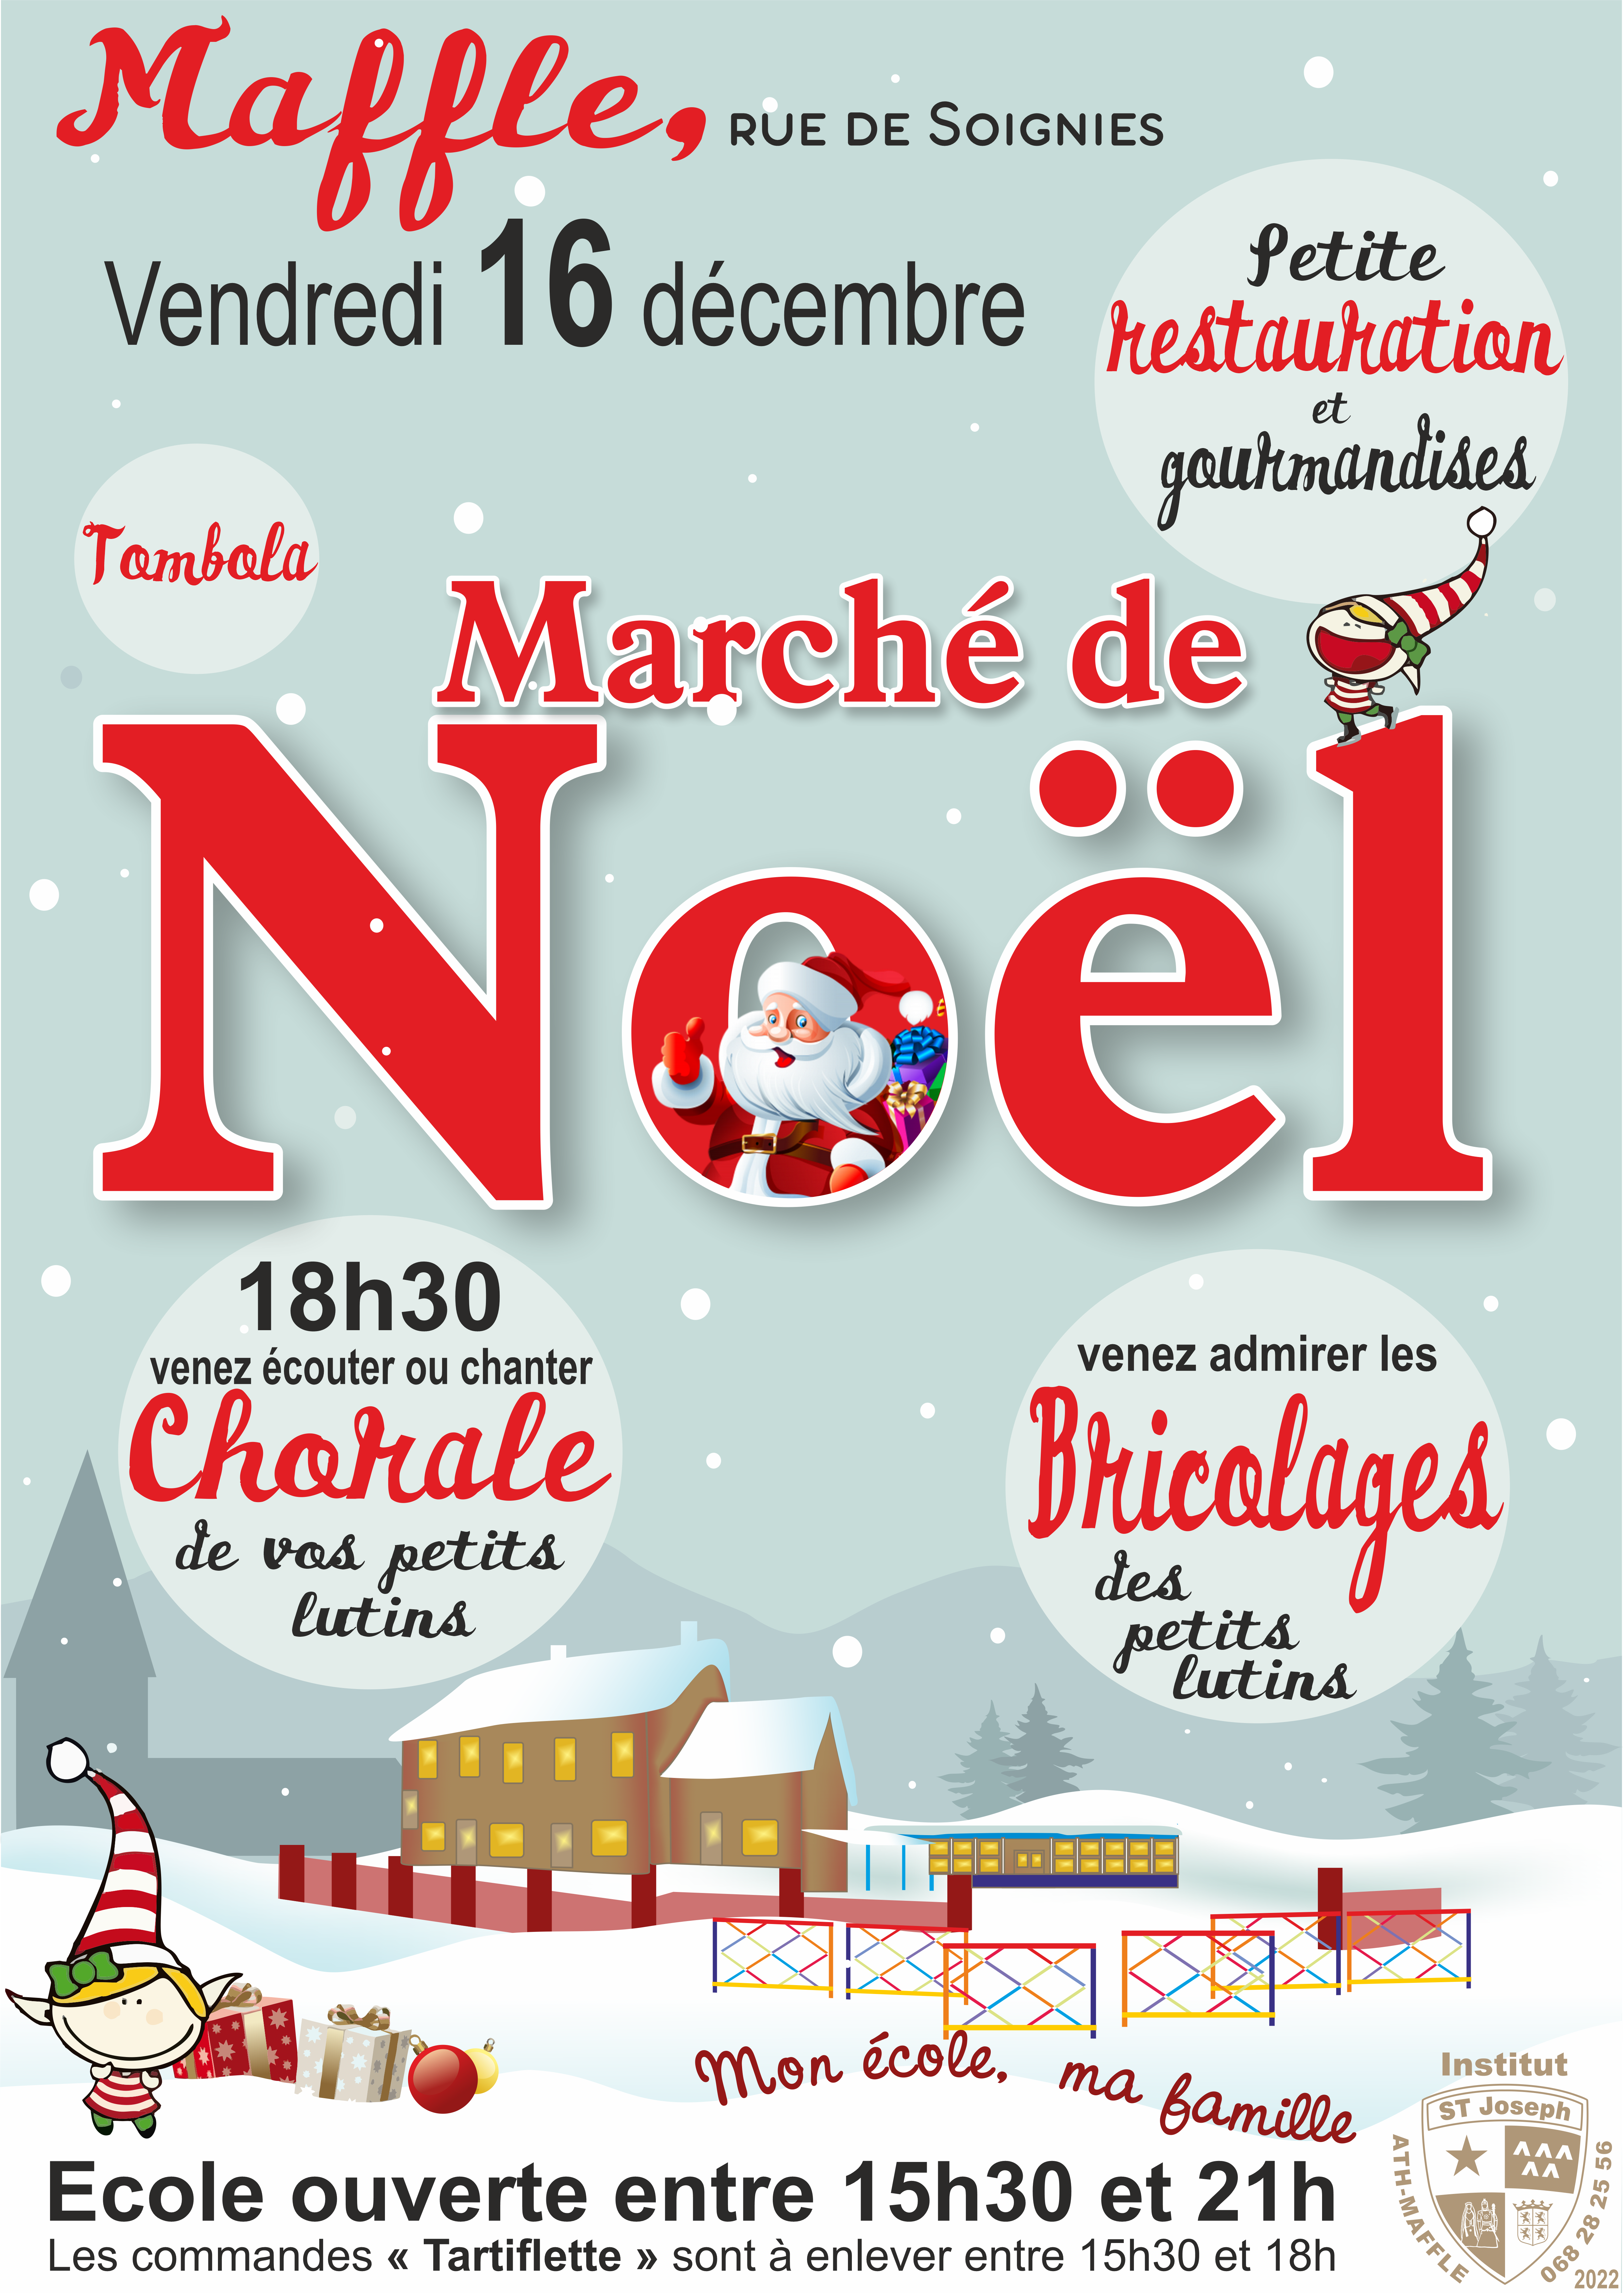 Maffle, RUE DE SOIGNIES
Vendredi 16 décembre
Petite
restauration
et
gourmandises
Tombola
Marché de
Noël
18h30
venez écouter ou chanter
Chorale
de vos petits
lutins
venez admirer les
Bricolages
des
petits
lutins
Mon école, ma famille
Institut
ST Joseph
ATH-MAFFLE
068 28 25 56
2022
Ecole ouverte entre 15h30 et 21h
Les commandes « Tartiflette » sont à enlever entre 15h30 et 18h